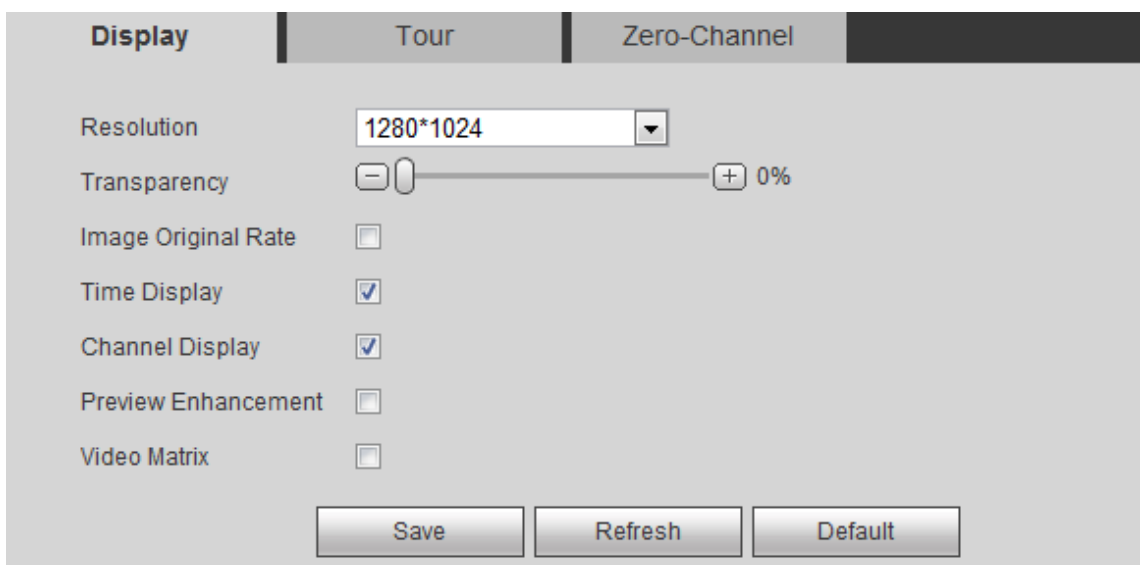 Display Tour Zero-Channel
Resolution 1280*1024
Transparency 0%
Image Original Rate
Time Display
Channel Display
Preview Enhancement
Video Matrix
Save Refresh Default